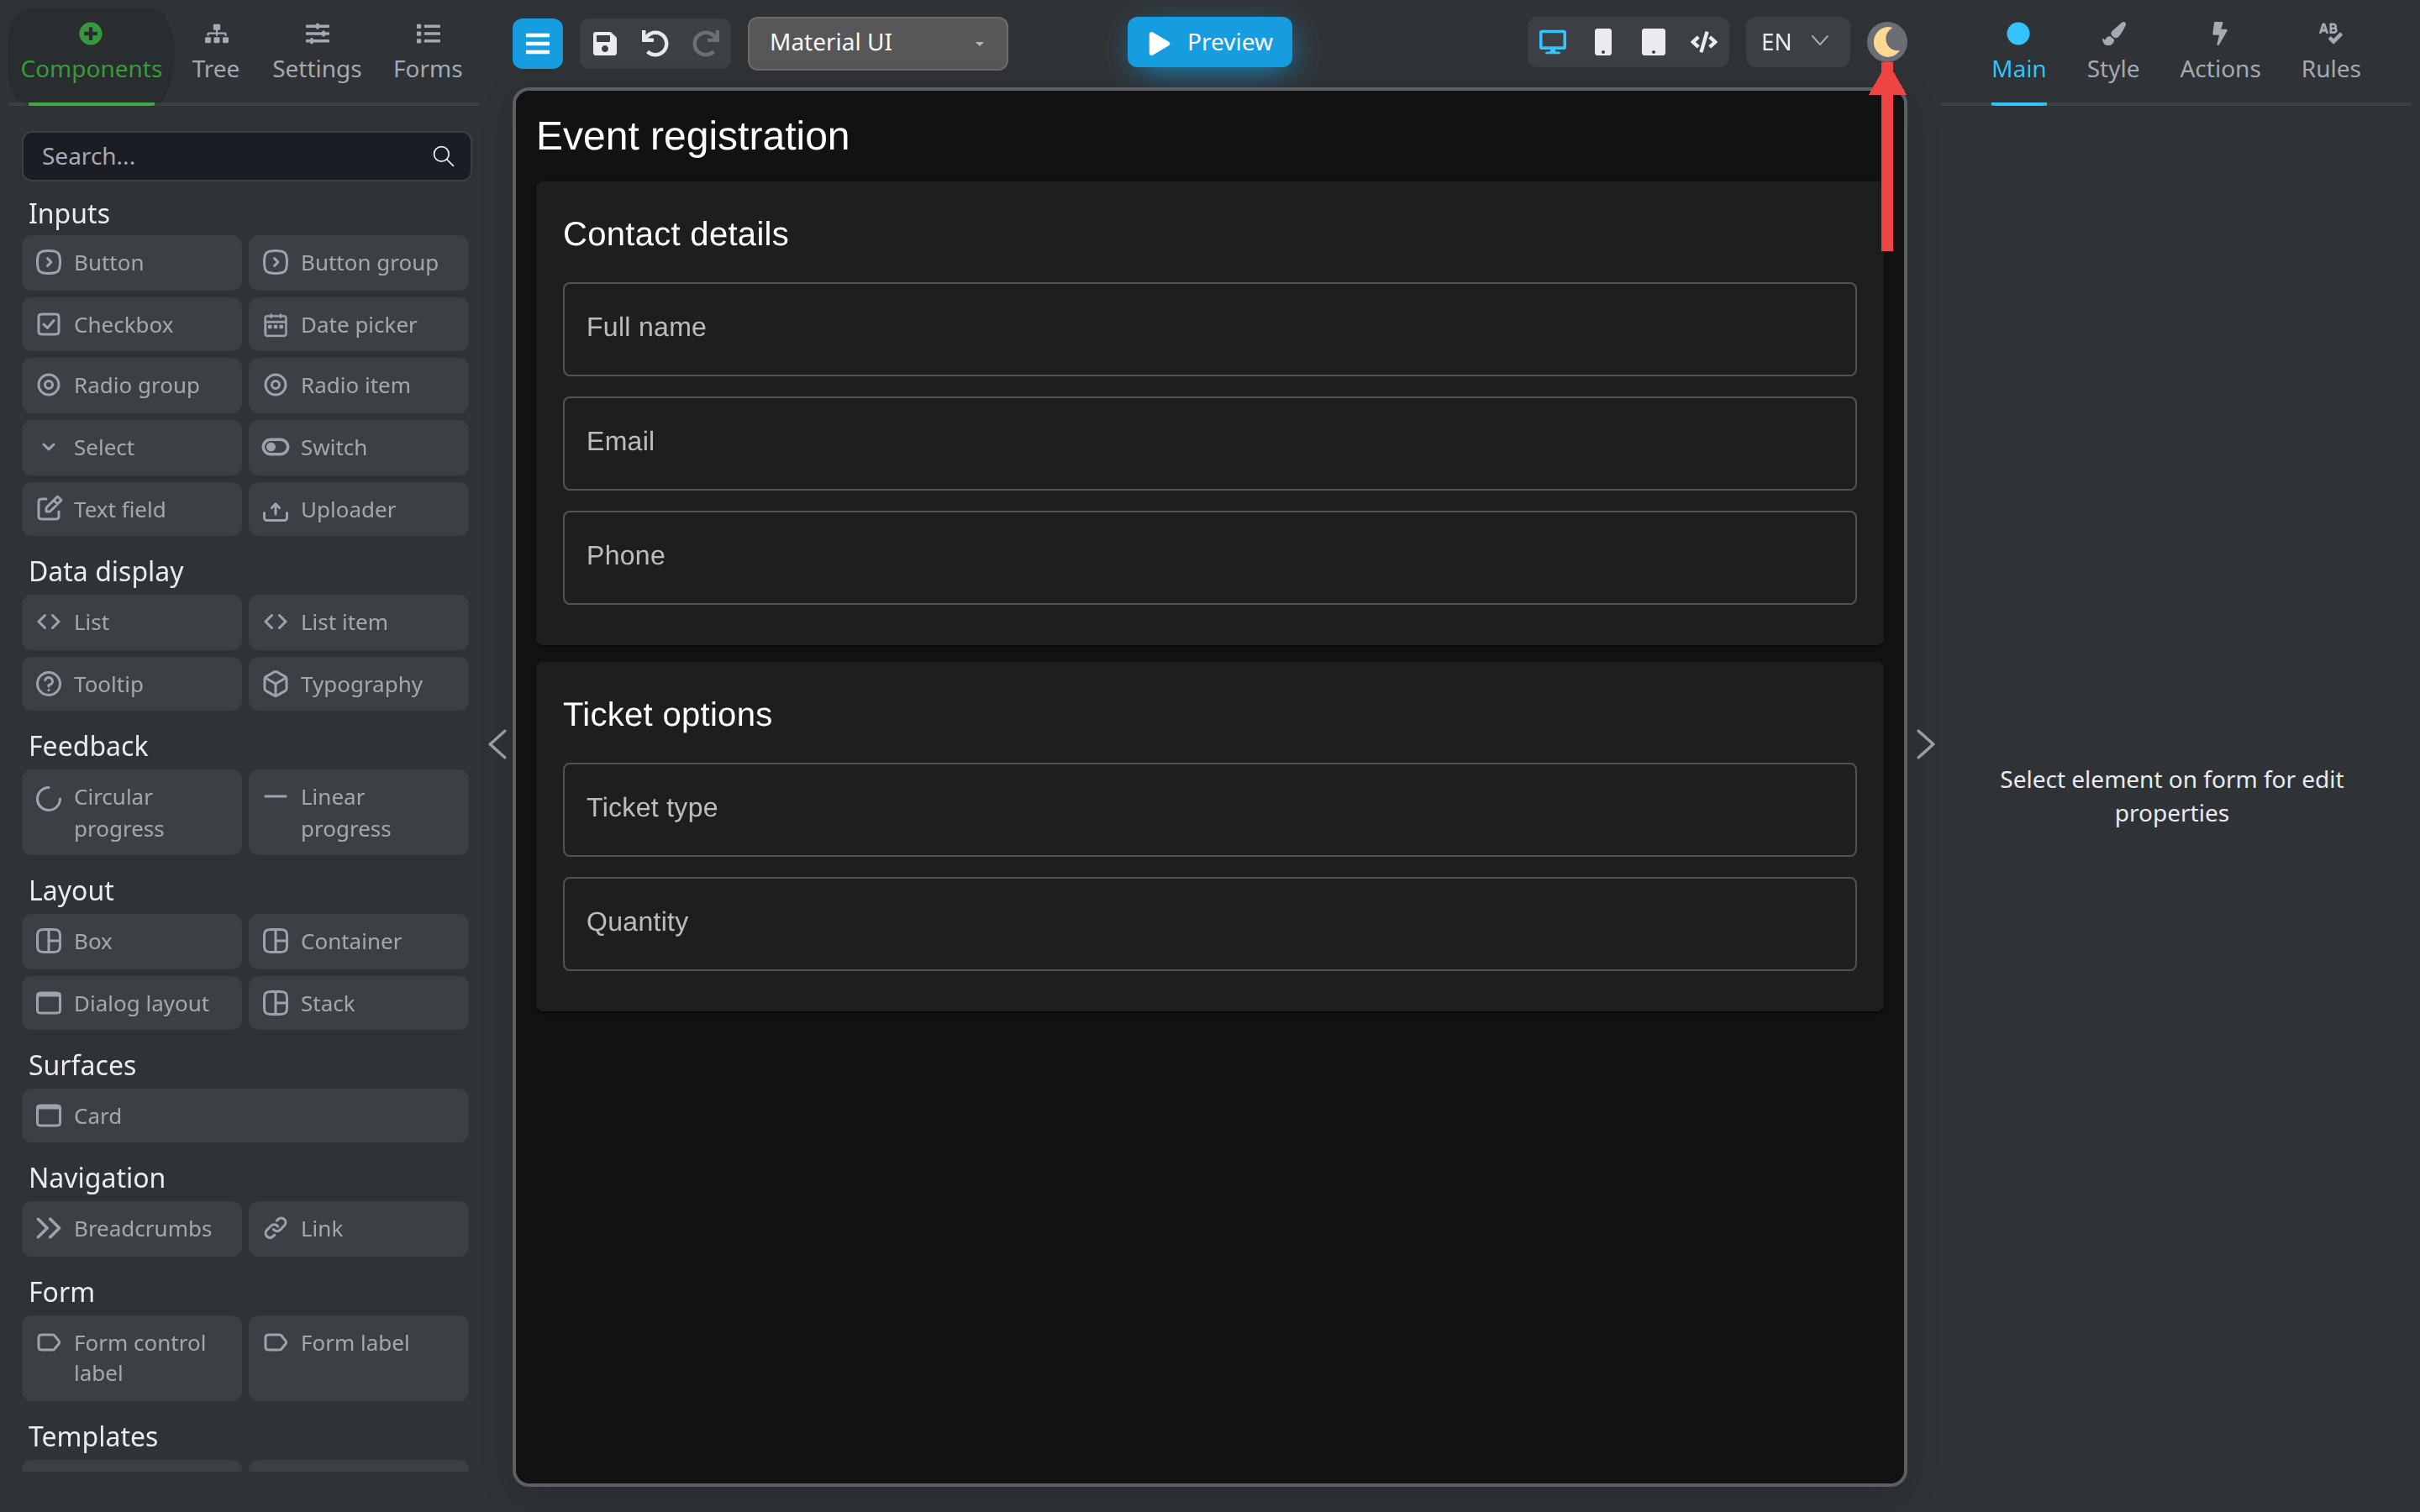 Components
Tree
Settings
Forms
Material UI
Preview
EN
Main
Style
Actions
Rules
Search...
Inputs
Button
Button group
Checkbox
Date picker
Radio group
Radio item
Select
Switch
Text field
Uploader
Data display
List
List item
Tooltip
Typography
Feedback
Circular
progress
Linear
progress
Layout
Box
Container
Dialog layout
Stack
Surfaces
Card
Navigation
Breadcrumbs
Link
Form
Form control
label
Form label
Templates
Event registration
Contact details
Full name
Email
Phone
Ticket options
Ticket type
Quantity
Select element on form for edit
properties